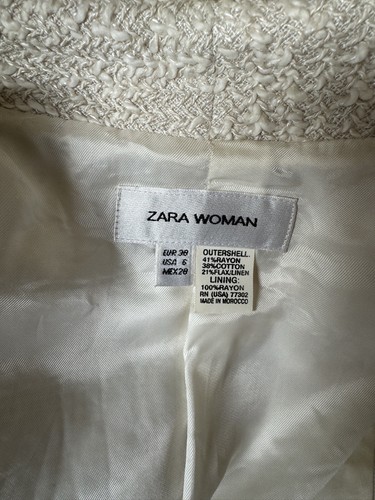 ZARA WOMAN
EUR 38
USA 6
MEX 28
OUTERSHELL.
41%RAYON
38%COTTON
21%FLAX/LINEN
LINING:
100%RAYON
RN (USA) 77302
MADE IN MOROCCO